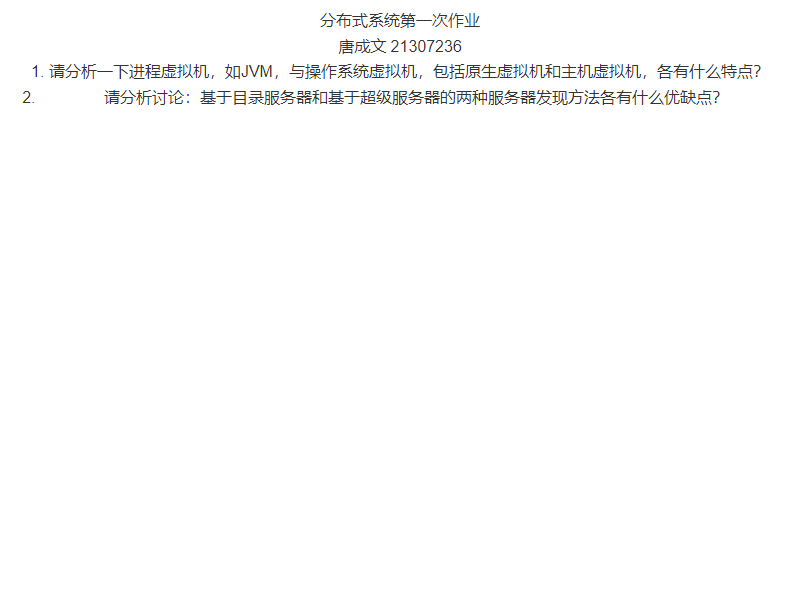 分布式系统第一次作业
唐成文 21307236
1. 请分析一下进程虚拟机，如JVM，与操作系统虚拟机，包括原生虚拟机和主机虚拟机，各有什么特点？
2. 请分析讨论：基于目录服务器和基于超级服务器的两种服务器发现方法各有什么优缺点？